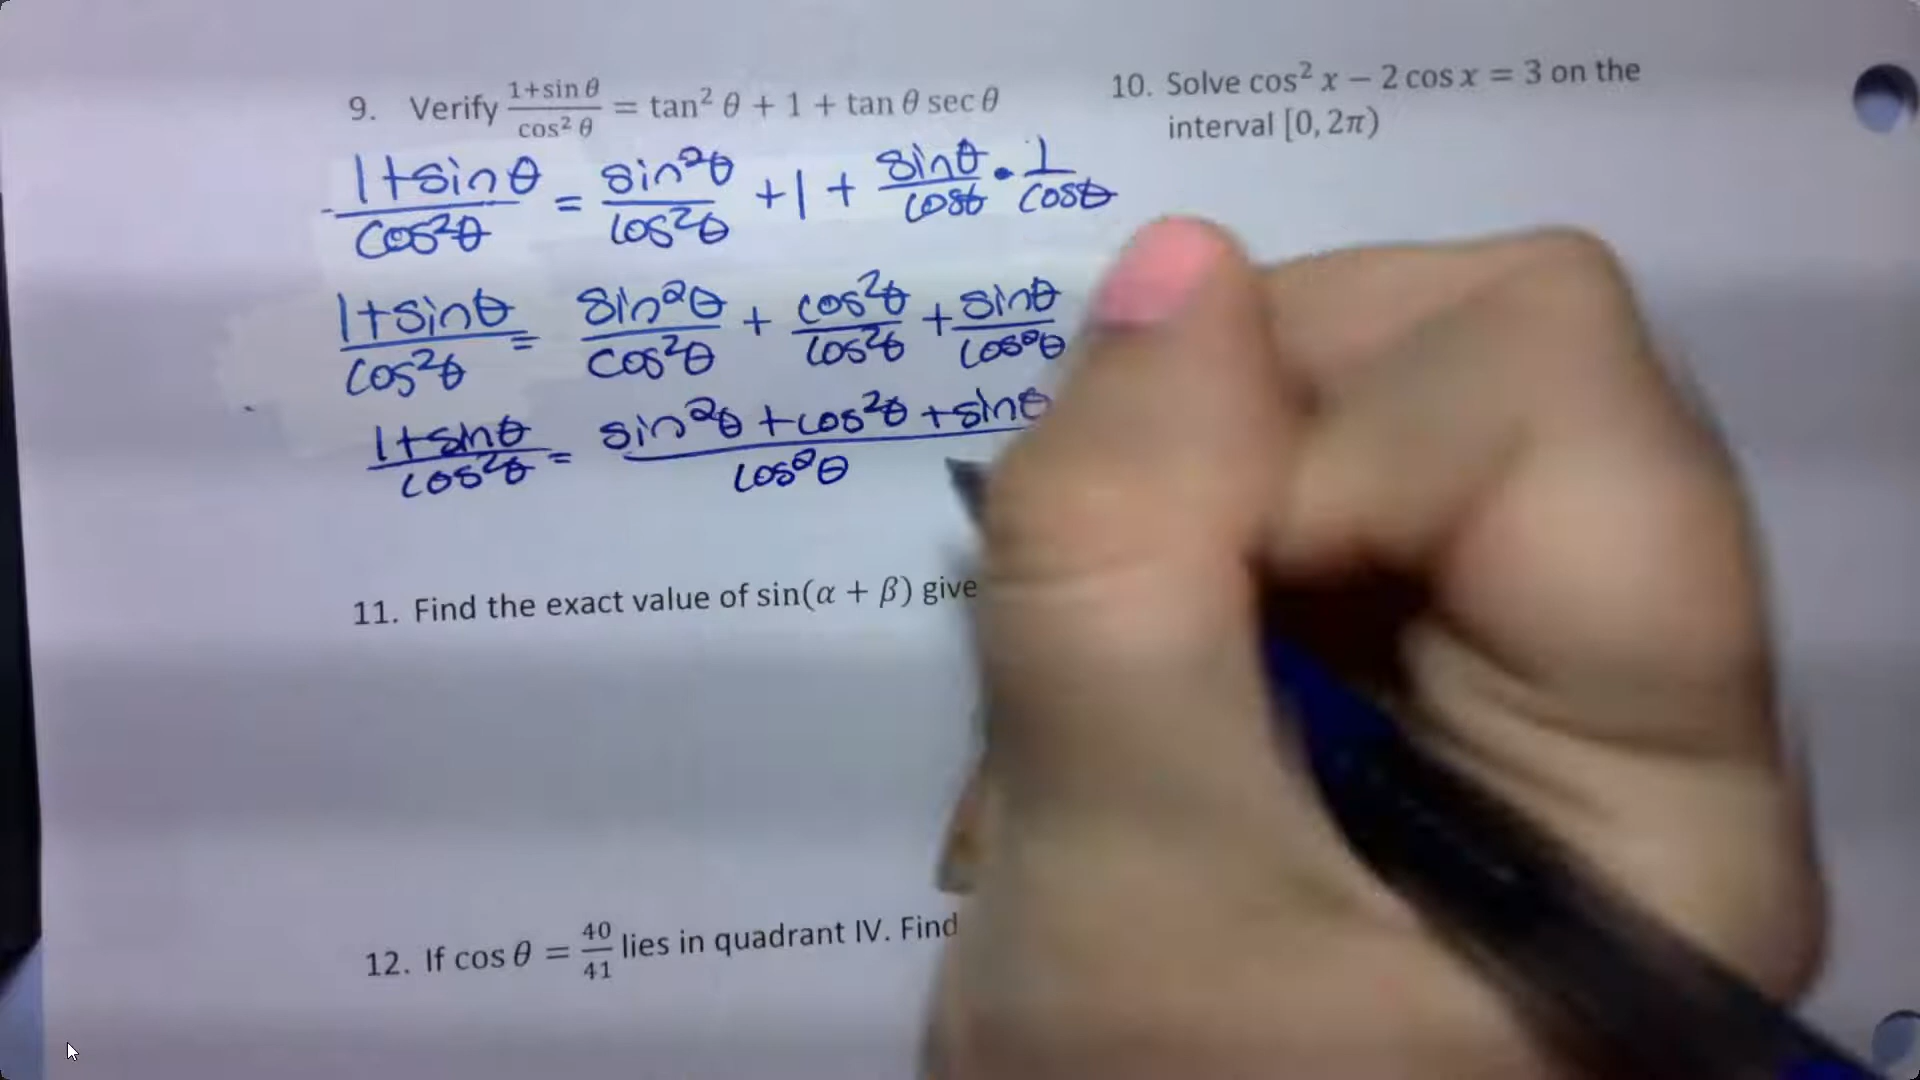 9. Verify (1+sin θ)/(cos² θ) = tan² θ + 1 + tan θ sec θ
(1+sinθ)/(cos²θ) = (sin²θ)/(cos²θ) + 1 + (sinθ)/(cosθ) • 1/(cosθ)
(1+sinθ)/(cos²θ) = (sin²θ)/(cos²θ) + (cos²θ)/(cos²θ) + (sinθ)/(cos²θ)
(1+sinθ)/(cos²θ) = (sin²θ + cos²θ + sinθ)/(cos²θ)
10. Solve cos² x − 2 cos x = 3 on the
interval [0, 2π)
11. Find the exact value of sin(α + β) give
12. If cos θ = 40/41 lies in quadrant IV. Find